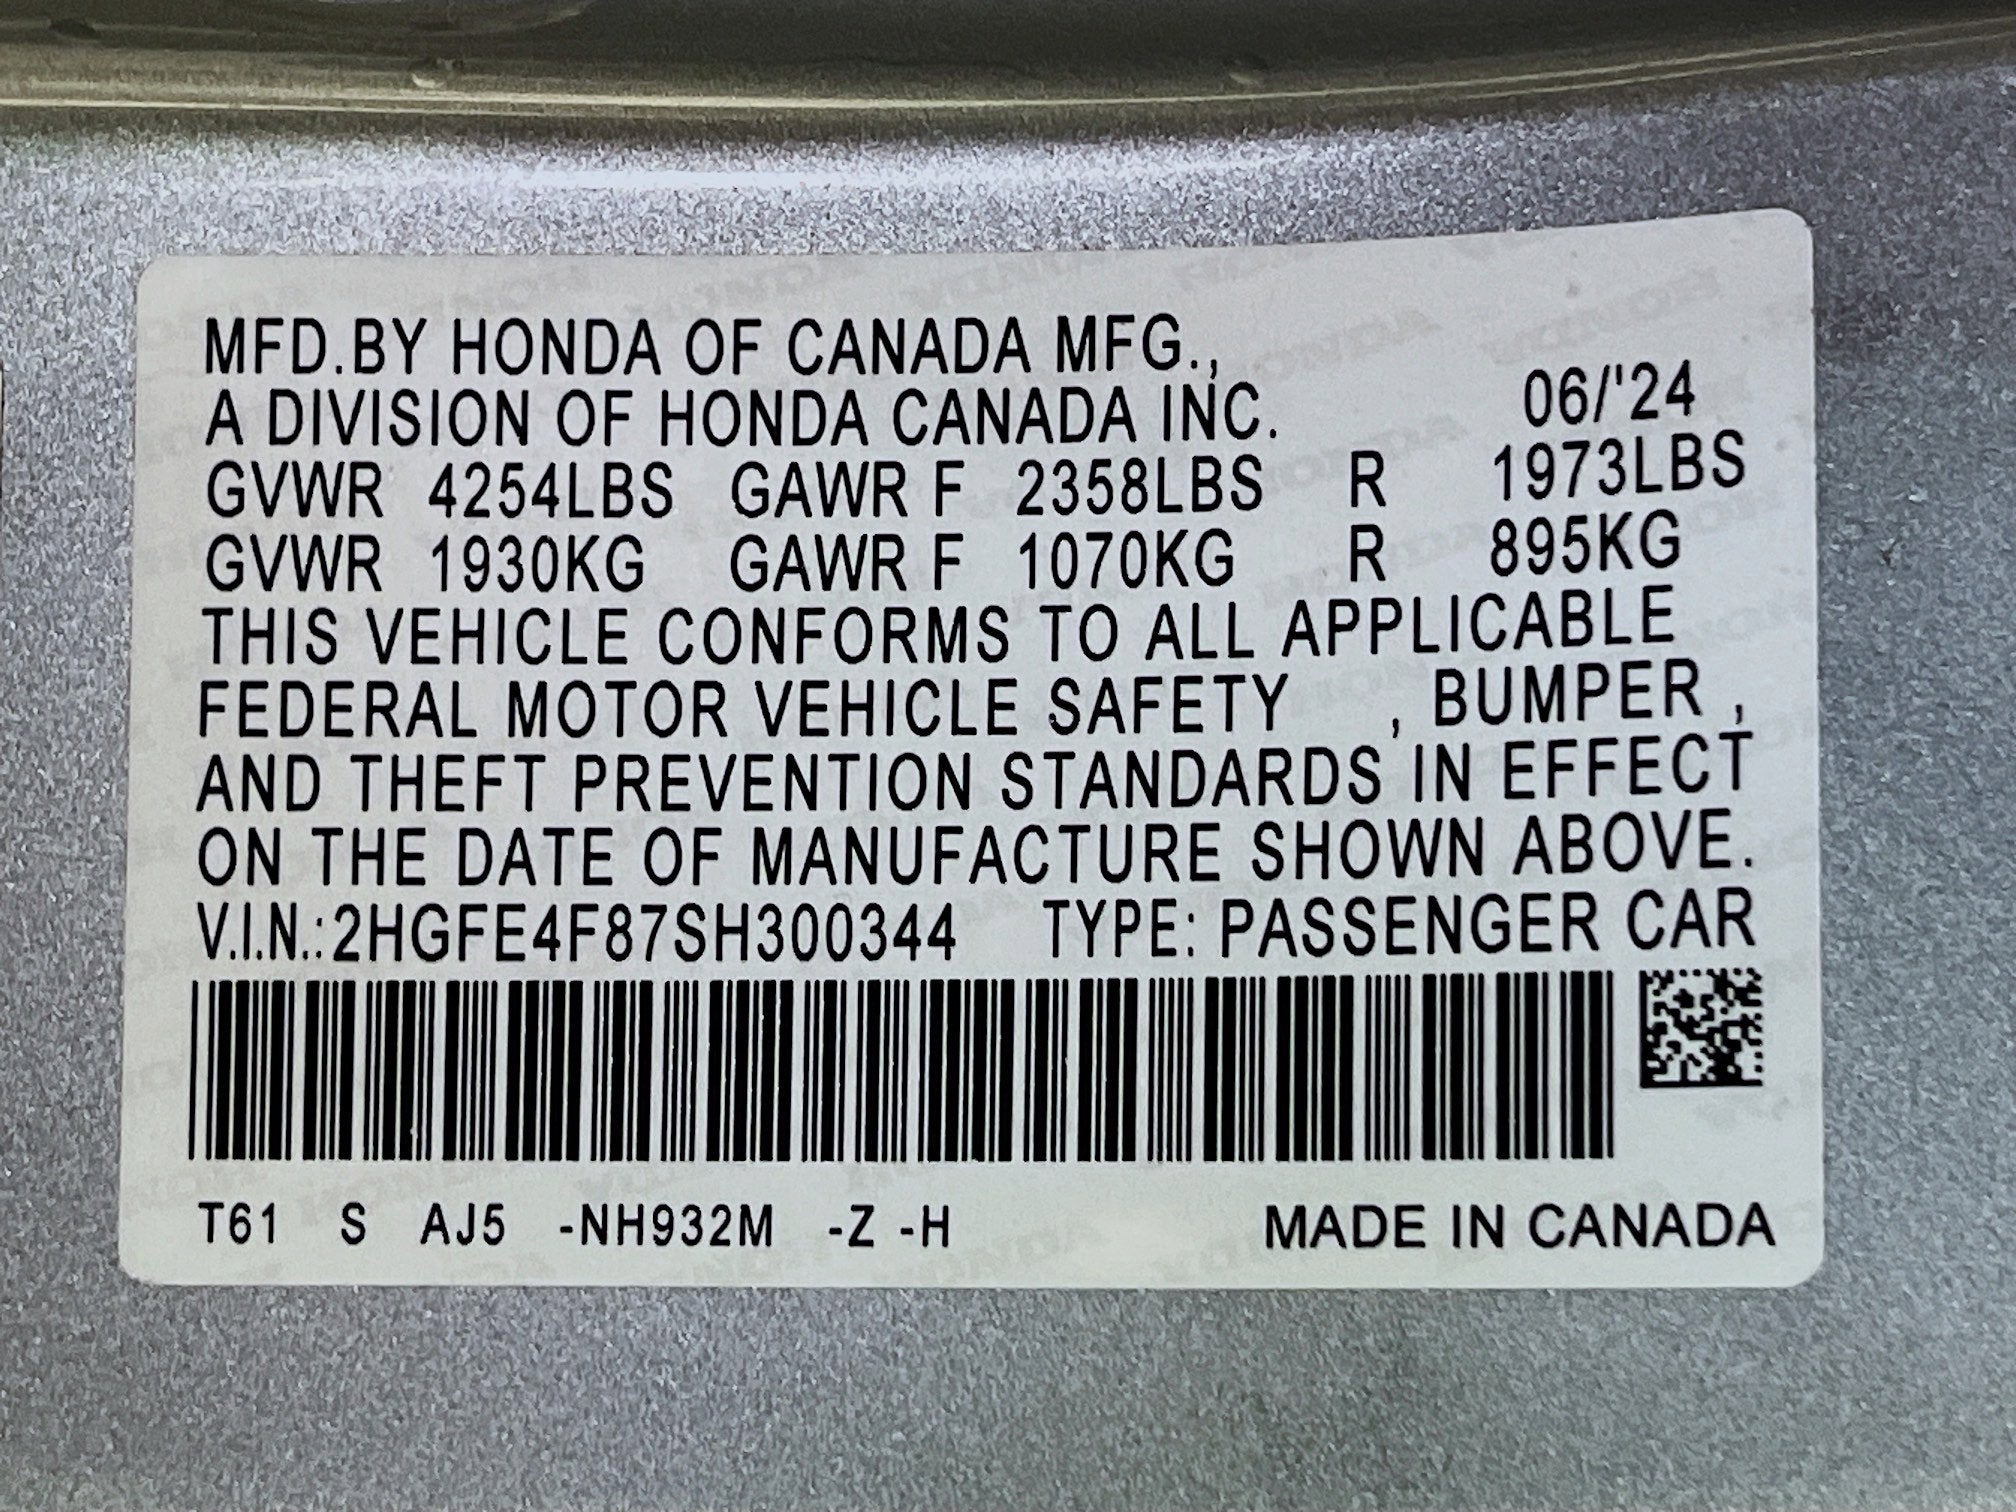 MFD.BY HONDA OF CANADA MFG.,
A DIVISION OF HONDA CANADA INC. 06/'24
GVWR 4254LBS GAWR F 2358LBS R 1973LBS
GVWR 1930KG GAWR F 1070KG R 895KG
THIS VEHICLE CONFORMS TO ALL APPLICABLE
FEDERAL MOTOR VEHICLE SAFETY , BUMPER ,
AND THEFT PREVENTION STANDARDS IN EFFECT
ON THE DATE OF MANUFACTURE SHOWN ABOVE.
V.I.N.:2HGFE4F87SH300344 TYPE: PASSENGER CAR
T61 S AJ5 -NH932M -Z -H MADE IN CANADA